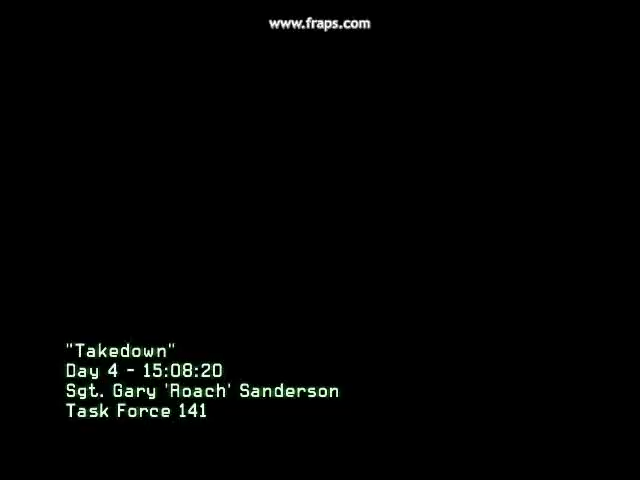 www.fraps.com
"Takedown"
Day 4 - 15:08:20
Sgt. Gary 'Roach' Sanderson
Task Force 141